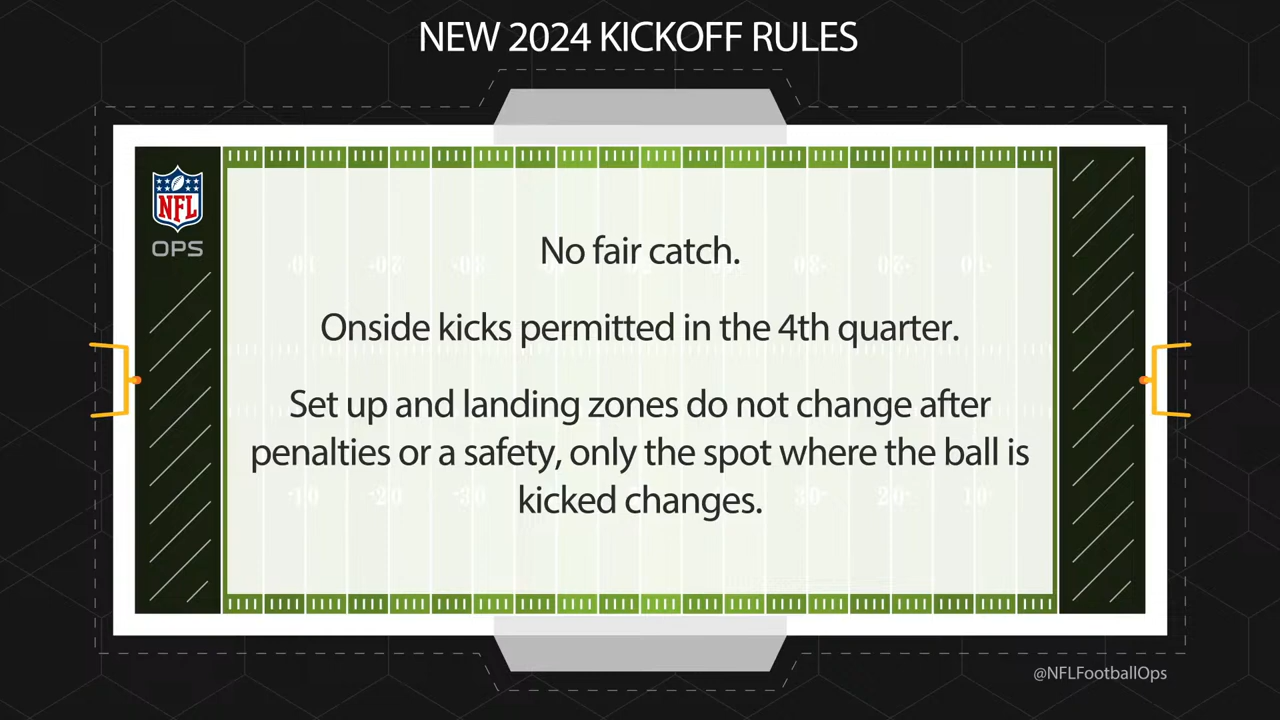 NEW 2024 KICKOFF RULES
NFL
OPS
No fair catch.
Onside kicks permitted in the 4th quarter.
Set up and landing zones do not change after
penalties or a safety, only the spot where the ball is
kicked changes.
@NFLFootballOps